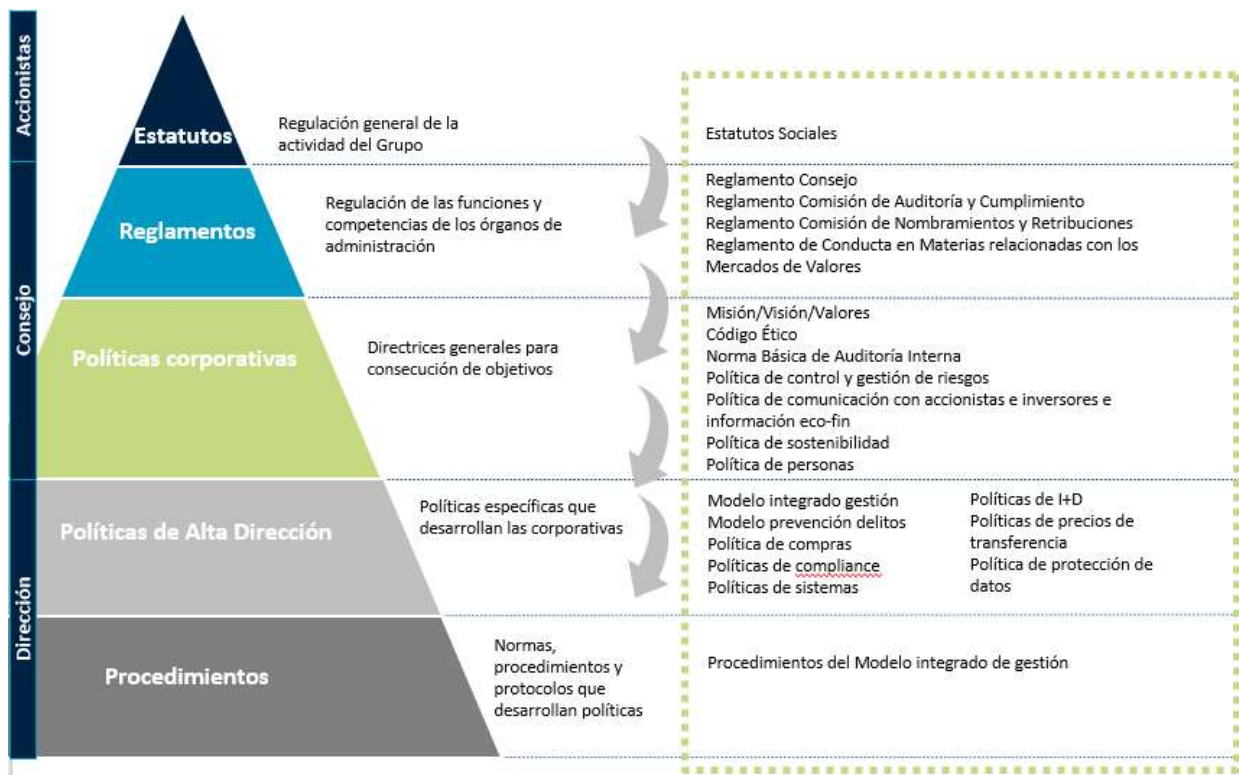 Accionistas
Estatutos
Regulación general de la
actividad del Grupo
Estatutos Sociales
Consejo
Reglamentos
Regulación de las funciones y
competencias de los órganos de
administración
Reglamento Consejo
Reglamento Comisión de Auditoría y Cumplimiento
Reglamento Comisión de Nombramientos y Retribuciones
Reglamento de Conducta en Materias relacionadas con los
Mercados de Valores
Políticas corporativas
Directrices generales para
consecución de objetivos
Misión/Visión/Valores
Código Ético
Norma Básica de Auditoría Interna
Política de control y gestión de riesgos
Política de comunicación con accionistas e inversores e
información eco-fin
Política de sostenibilidad
Política de personas
Dirección
Políticas de Alta Dirección
Políticas específicas que
desarrollan las corporativas
Modelo integrado gestión
Modelo prevención delitos
Política de compras
Políticas de compliance
Políticas de sistemas
Políticas de I+D
Políticas de precios de
transferencia
Política de protección de
datos
Procedimientos
Normas,
procedimientos y
protocolos que
desarrollan políticas
Procedimientos del Modelo integrado de gestión